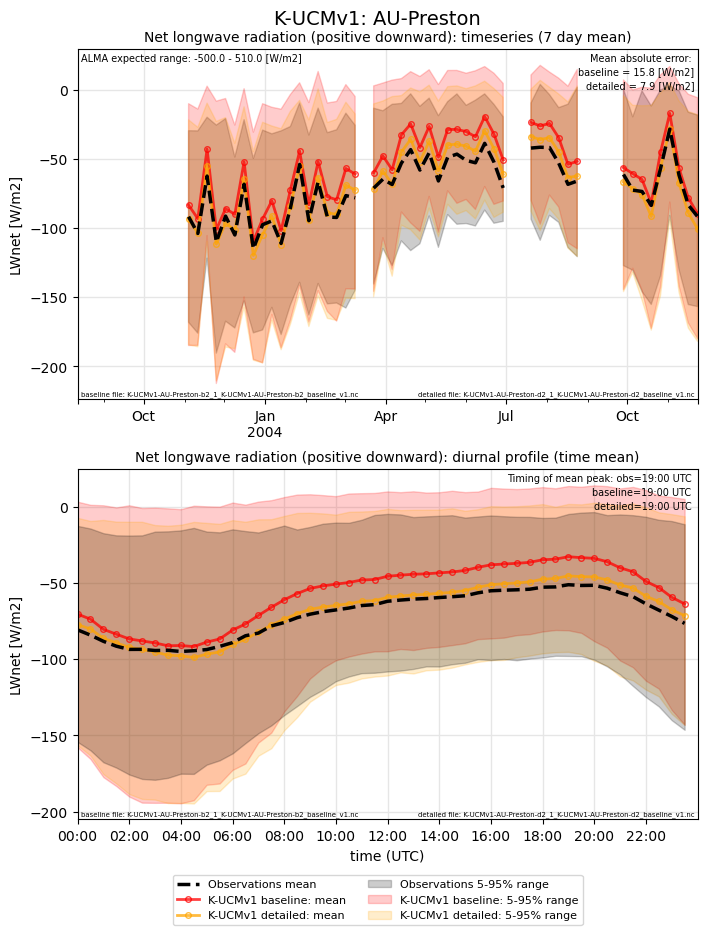 K-UCMv1: AU-Preston
Net longwave radiation (positive downward): timeseries (7 day mean)
ALMA expected range: -500.0 - 510.0 [W/m2]
Mean absolute error:
baseline = 15.8 [W/m2]
detailed = 7.9 [W/m2]
LWnet [W/m2]
0
−50
−100
−150
−200
baseline file: K-UCMv1-AU-Preston-b2_1_K-UCMv1-AU-Preston-b2_baseline_v1.nc
detailed file: K-UCMv1-AU-Preston-d2_1_K-UCMv1-AU-Preston-d2_baseline_v1.nc
Oct Jan Apr Jul Oct
2004
Net longwave radiation (positive downward): diurnal profile (time mean)
Timing of mean peak: obs=19:00 UTC
baseline=19:00 UTC
detailed=19:00 UTC
LWnet [W/m2]
0
−50
−100
−150
−200
baseline file: K-UCMv1-AU-Preston-b2_1_K-UCMv1-AU-Preston-b2_baseline_v1.nc
detailed file: K-UCMv1-AU-Preston-d2_1_K-UCMv1-AU-Preston-d2_baseline_v1.nc
00:00 02:00 04:00 06:00 08:00 10:00 12:00 14:00 16:00 18:00 20:00 22:00
time (UTC)
Observations mean
K-UCMv1 baseline: mean
K-UCMv1 detailed: mean
Observations 5-95% range
K-UCMv1 baseline: 5-95% range
K-UCMv1 detailed: 5-95% range